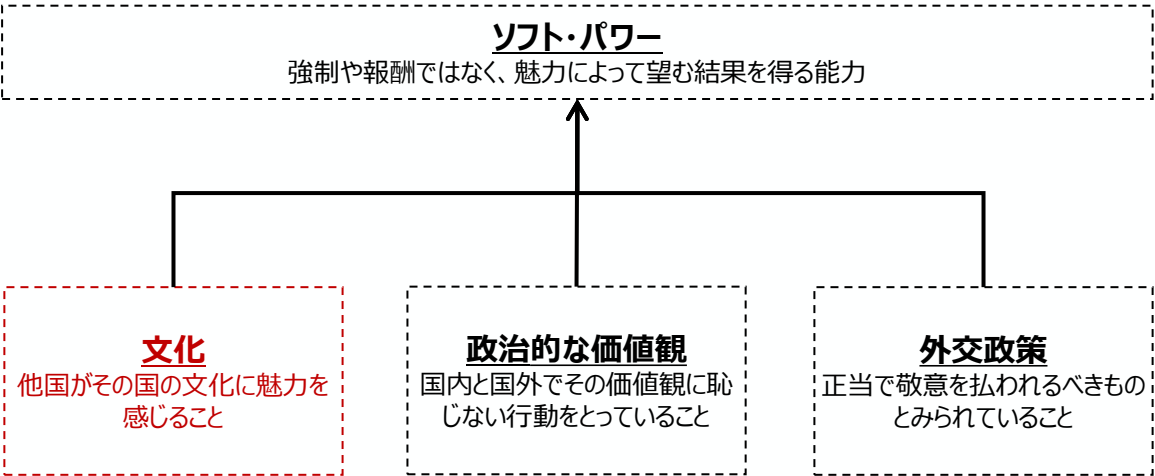 ソフト・パワー
強制や報酬ではなく、魅力によって望む結果を得る能力
文化
他国がその国の文化に魅力を
感じること
政治的な価値観
国内と国外でその価値観に恥
じない行動をとっていること
外交政策
正当で敬意を払われるべきもの
とみられていること